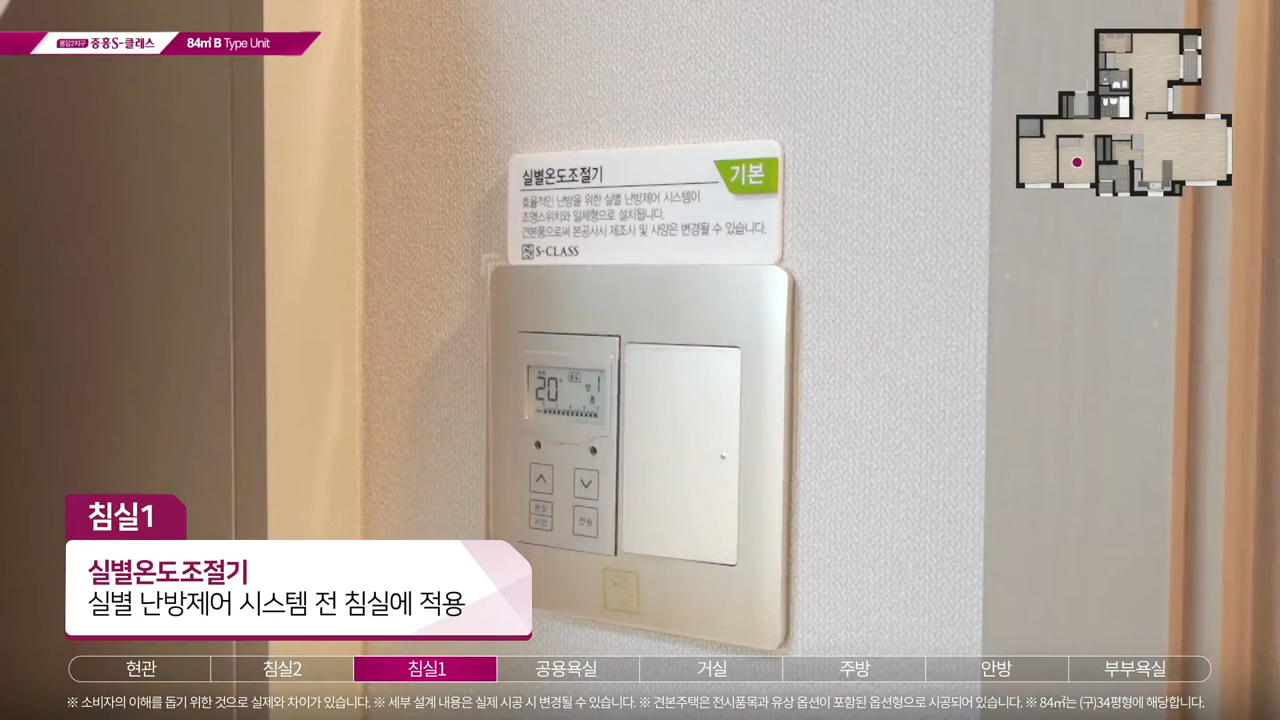 봉담2지구 중흥S-클래스
84㎡ B Type Unit
실별온도조절기
기본
효율적인 난방을 위한 실별 난방제어 시스템이
조명스위치와 일체형으로 설치됩니다.
견본품으로써 본공사시 제조사 및 사양은 변경될 수 있습니다.
S-CLASS
20°
1
온도
시간
전원
침실1
실별온도조절기
실별 난방제어 시스템 전 침실에 적용
현관 침실2 침실1 공용욕실 거실 주방 안방 부부욕실
※ 소비자의 이해를 돕기 위한 것으로 실제와 차이가 있습니다. ※ 세부 설계 내용은 실제 시공 시 변경될 수 있습니다. ※ 견본주택은 전시품목과 유상 옵션이 포함된 옵션형으로 시공되어 있습니다. ※ 84㎡는 (구)34평형에 해당합니다.